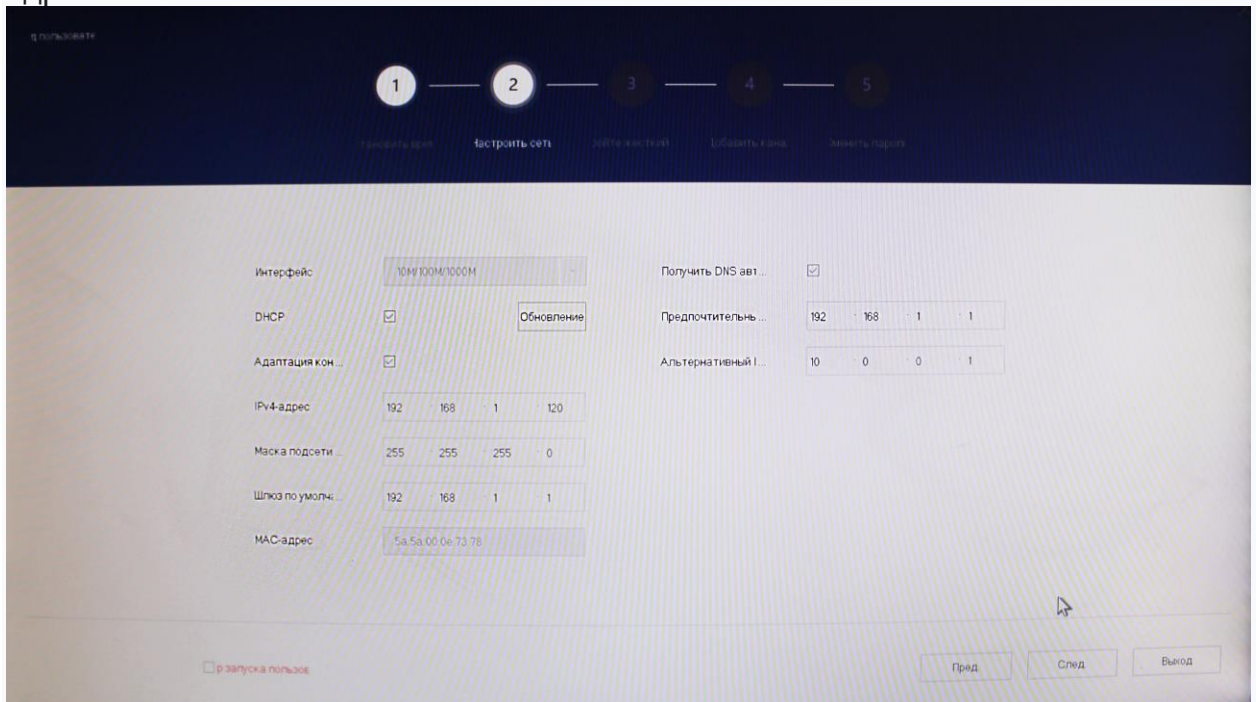 1 2 3 4 5
Настроить сеть
Интерфейс 10M/100M/1000M
Получить DNS авт...
DHCP Обновление
Предпочтительнь ...
192 168 1 1
Адаптация кон ...
Альтернативный I...
10 0 0 1
IPv4-адрес 192 168 1 120
Маска подсети ... 255 255 255 0
Шлюз по умолч... 192 168 1 1
MAC-адрес 5a:5a:00:0e:73:78
р запуска пользов
Пред. След. Выход